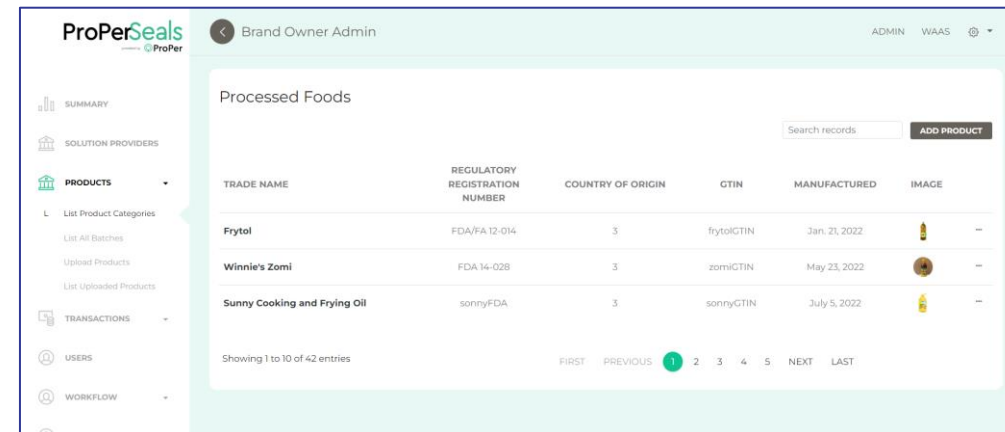 ProPerSeals
ProPer
Brand Owner Admin
ADMIN WAAS
SUMMARY
SOLUTION PROVIDERS
PRODUCTS
L List Product Categories
List All Batches
Upload Products
List Uploaded Products
TRANSACTIONS
USERS
WORKFLOW
Processed Foods
Search records
ADD PRODUCT
TRADE NAME REGULATORY REGISTRATION NUMBER COUNTRY OF ORIGIN GTIN MANUFACTURED IMAGE
Frytol FDA/FA 12-014 3 frytolGTIN Jan. 21, 2022
Winnie's Zomi FDA 14-028 3 zomiGTIN May 23, 2022
Sunny Cooking and Frying Oil sonnyFDA 3 sonnyGTIN July 5, 2022
Showing 1 to 10 of 42 entries
FIRST PREVIOUS 1 2 3 4 5 NEXT LAST